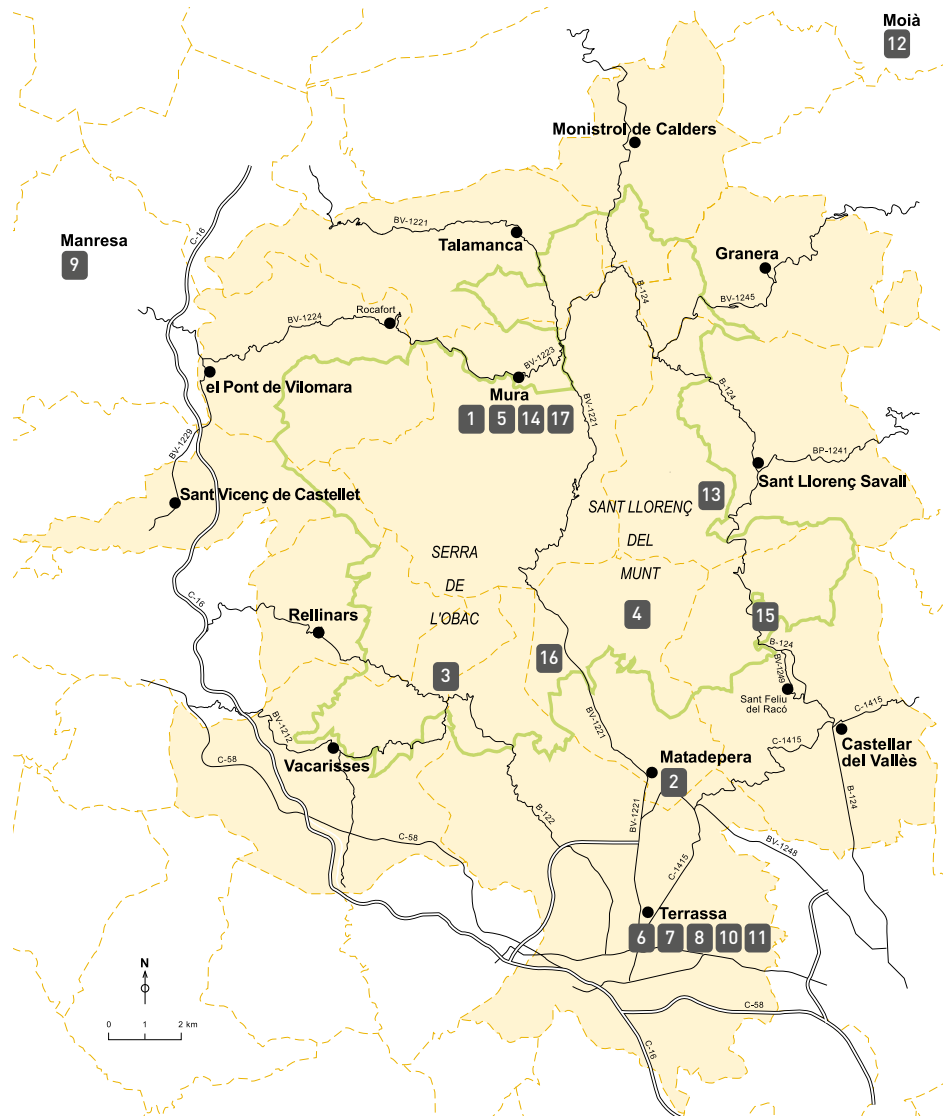 Moià
12
Monistrol de Calders
BV-1221
Talamanca
C-16
Manresa
9
Granera
B-124
BV-1245
Rocafort
BV-1224
BV-1223
el Pont de Vilomara
Mura
1 5 14 17
B-124
BV-1221
BV-1229
BP-1241
Sant Llorenç Savall
Sant Vicenç de Castellet
13
SANT LLORENÇ
DEL
MUNT
SERRA
DE
L'OBAC
C-16
Rellinars
4
15
B-124
16
BV-1249
3
Sant Feliu
del Racó
C-1415
BV-1212
BV-1221
C-1415
Castellar
del Vallès
Vacarisses
C-58
Matadepera
2
B-124
B-122
BV-1221
C-58
BV-1248
C-1415
Terrassa
6 7 8 10 11
N
0 1 2 km
C-58
C-16